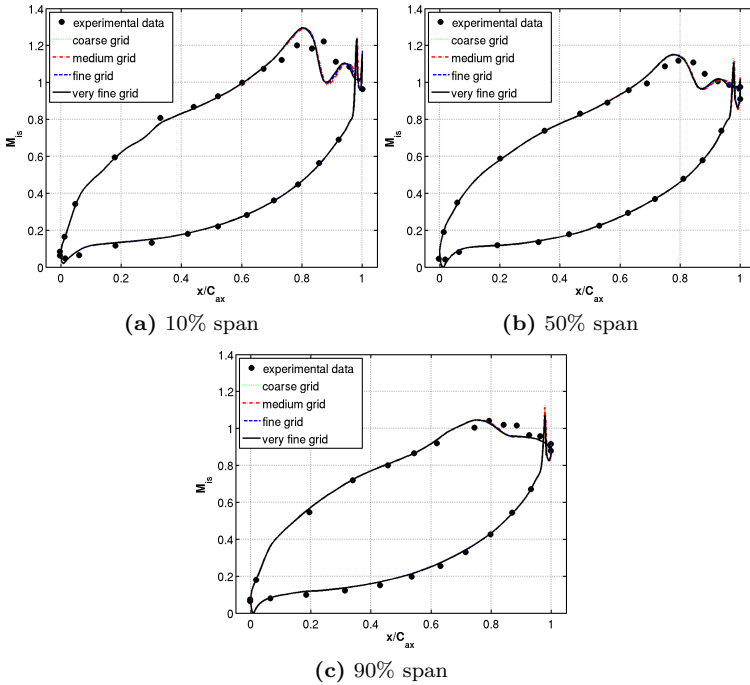 1.4
1.2
1
0.8
0.6
0.4
0.2
0
M_is
experimental data
coarse grid
medium grid
fine grid
very fine grid
0 0.2 0.4 0.6 0.8 1
x/C_ax
(a) 10% span
1.4
1.2
1
0.8
0.6
0.4
0.2
0
M_is
experimental data
coarse grid
medium grid
fine grid
very fine grid
0 0.2 0.4 0.6 0.8 1
x/C_ax
(b) 50% span
1.4
1.2
1
0.8
0.6
0.4
0.2
0
M_is
experimental data
coarse grid
medium grid
fine grid
very fine grid
0 0.2 0.4 0.6 0.8 1
x/C_ax
(c) 90% span